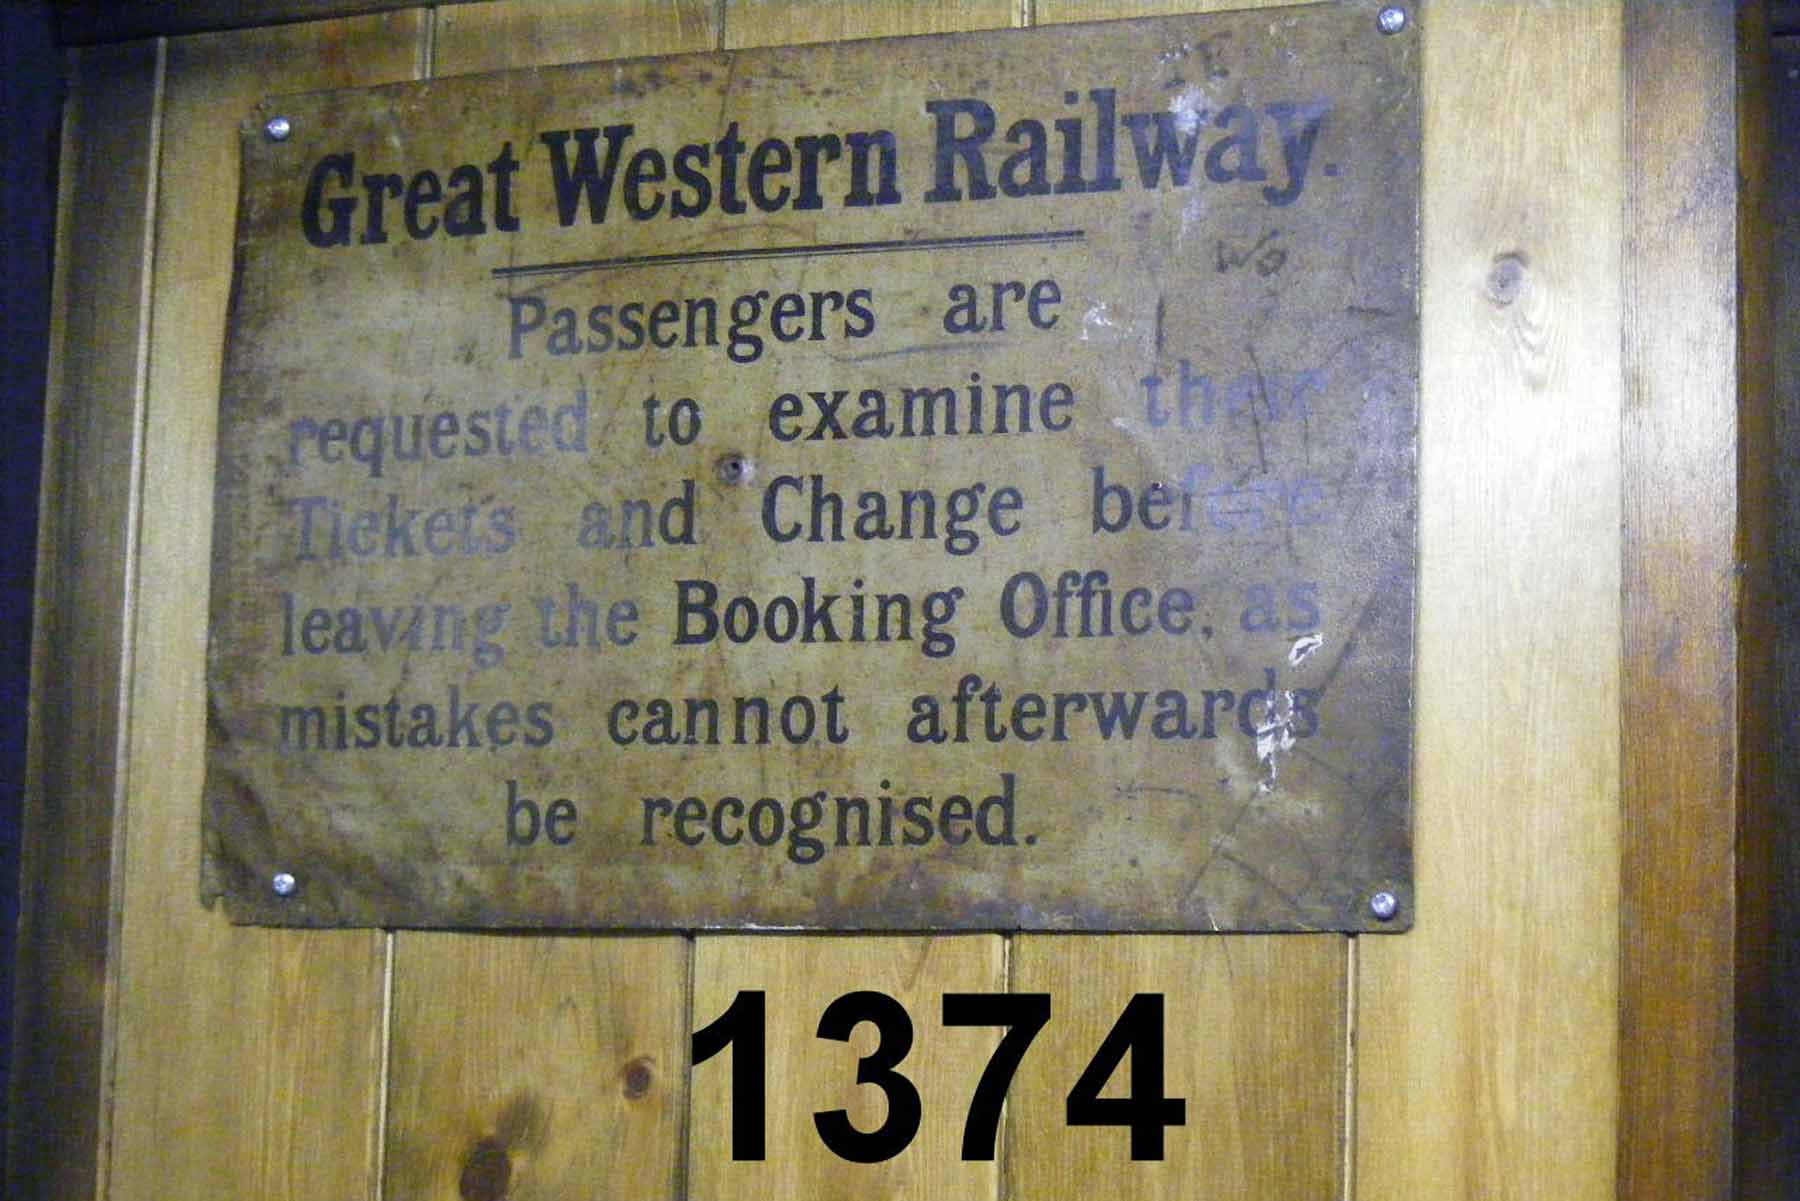 Great Western Railway.
Passengers are
requested to examine their
Tickets and Change before
leaving the Booking Office, as
mistakes cannot afterwards
be recognised.
1374